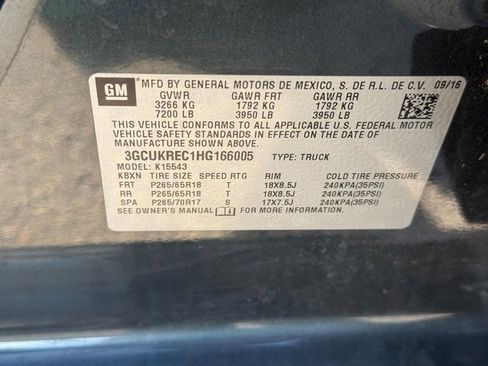 GM
MFD BY GENERAL MOTORS DE MEXICO, S. DE R.L. DE C.V. 09/16
GVWR GAWR FRT GAWR RR
3266 KG 1792 KG 1792 KG
7200 LB 3950 LB 3950 LB
THIS VEHICLE CONFORMS TO ALL APPLICABLE U.S. FEDERAL MOTOR
VEHICLE SAFETY STANDARDS IN EFFECT ON THE DATE OF
MANUFACTURE SHOWN ABOVE.
3GCUKREC1HG166005 TYPE: TRUCK
MODEL: K15543
KBXN TIRE SIZE SPEED RTG RIM COLD TIRE PRESSURE
FRT P265/65R18 T 18X8.5J 240KPA(35PSI)
RR P265/65R18 T 18X8.5J 240KPA(35PSI)
SPA P265/70R17 S 17X7.5J 240KPA(35PSI)
SEE OWNER'S MANUAL FOR MORE INFORMATION.